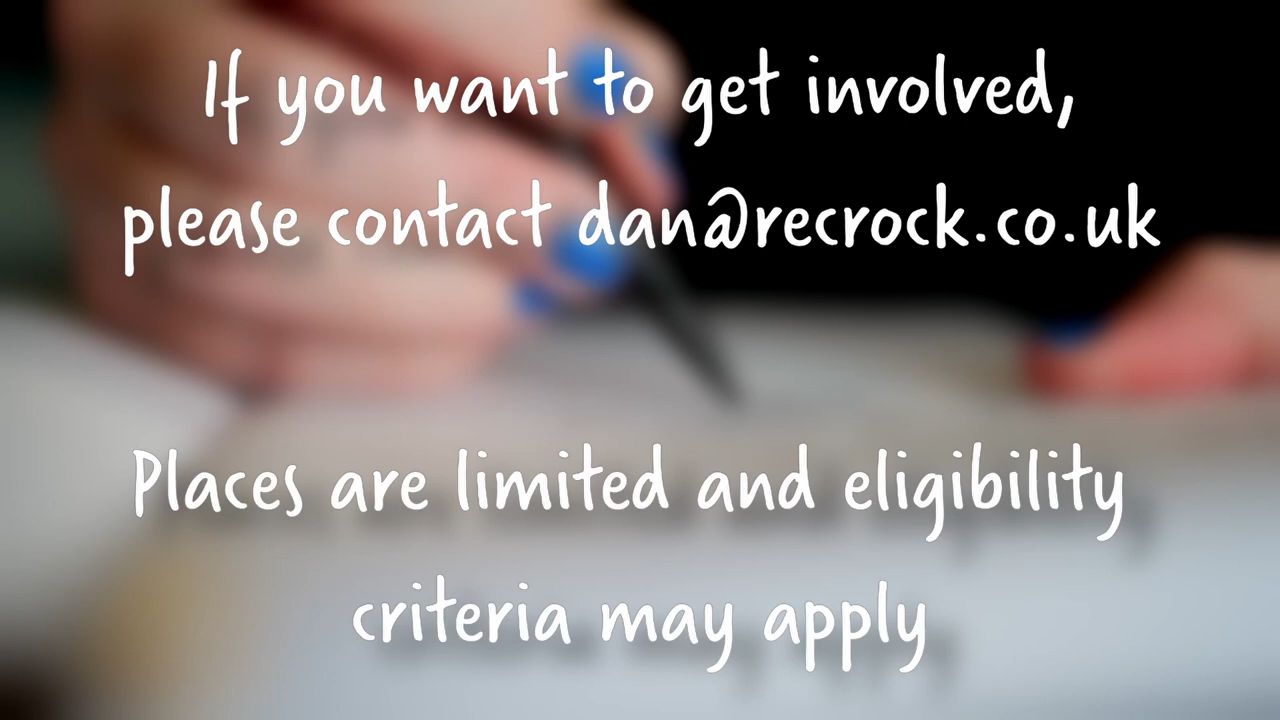 If you want to get involved,
please contact dan@recrock.co.uk
Places are limited and eligibility
criteria may apply